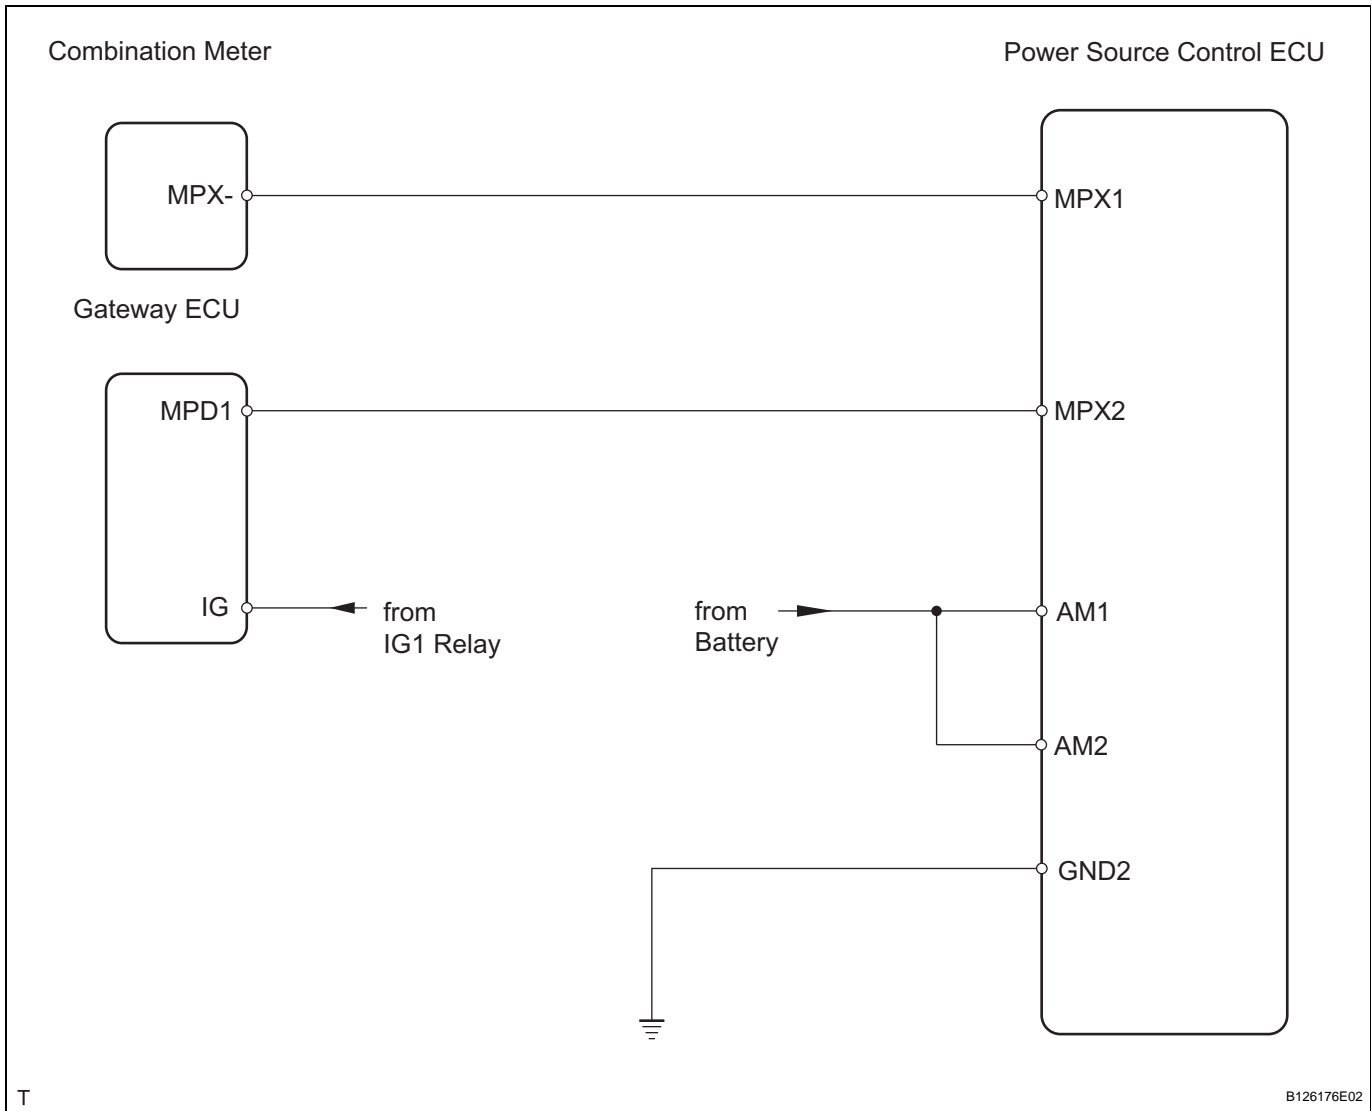 Combination Meter
Power Source Control ECU
MPX-
MPX1
Gateway ECU
MPD1
MPX2
IG
from
IG1 Relay
from
Battery
AM1
AM2
GND2
T
B126176E02